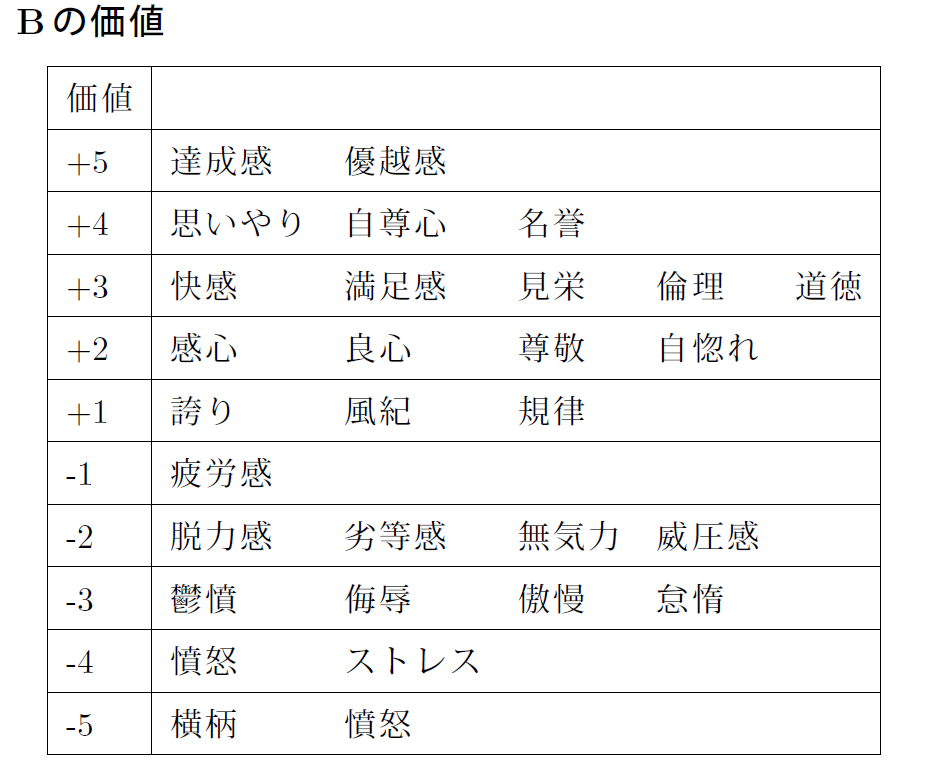 Bの価値
価値
+5 達成感 優越感
+4 思いやり 自尊心 名誉
+3 快感 満足感 見栄 倫理 道徳
+2 感心 良心 尊敬 自惚れ
+1 誇り 風紀 規律
-1 疲労感
-2 脱力感 劣等感 無気力 威圧感
-3 鬱憤 侮辱 傲慢 怠惰
-4 憤怒 ストレス
-5 横柄 憤怒